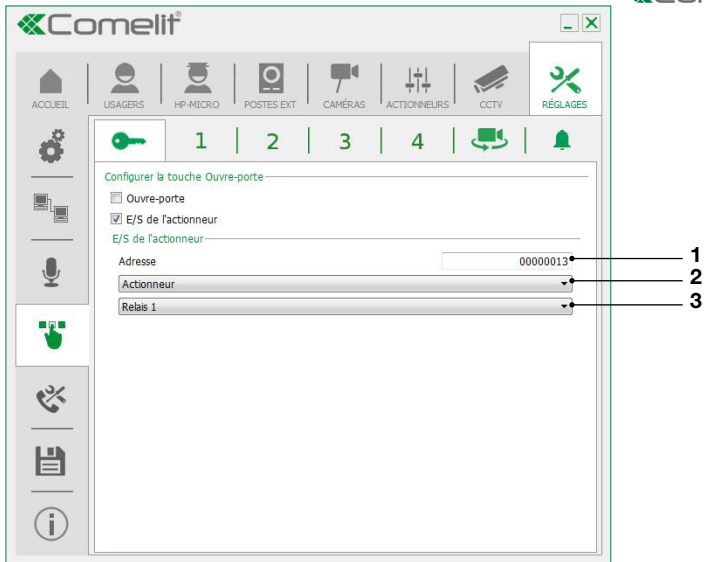 Comelit
ACCUEIL
USAGERS
HP-MICRO
POSTES EXT
CAMÉRAS
ACTIONNEURS
CCTV
RÉGLAGES
1 2 3 4
Configurer la touche Ouvre-porte
Ouvre-porte
E/S de l'actionneur
E/S de l'actionneur
Adresse 00000013 1
Actionneur 2
Relais 1 3